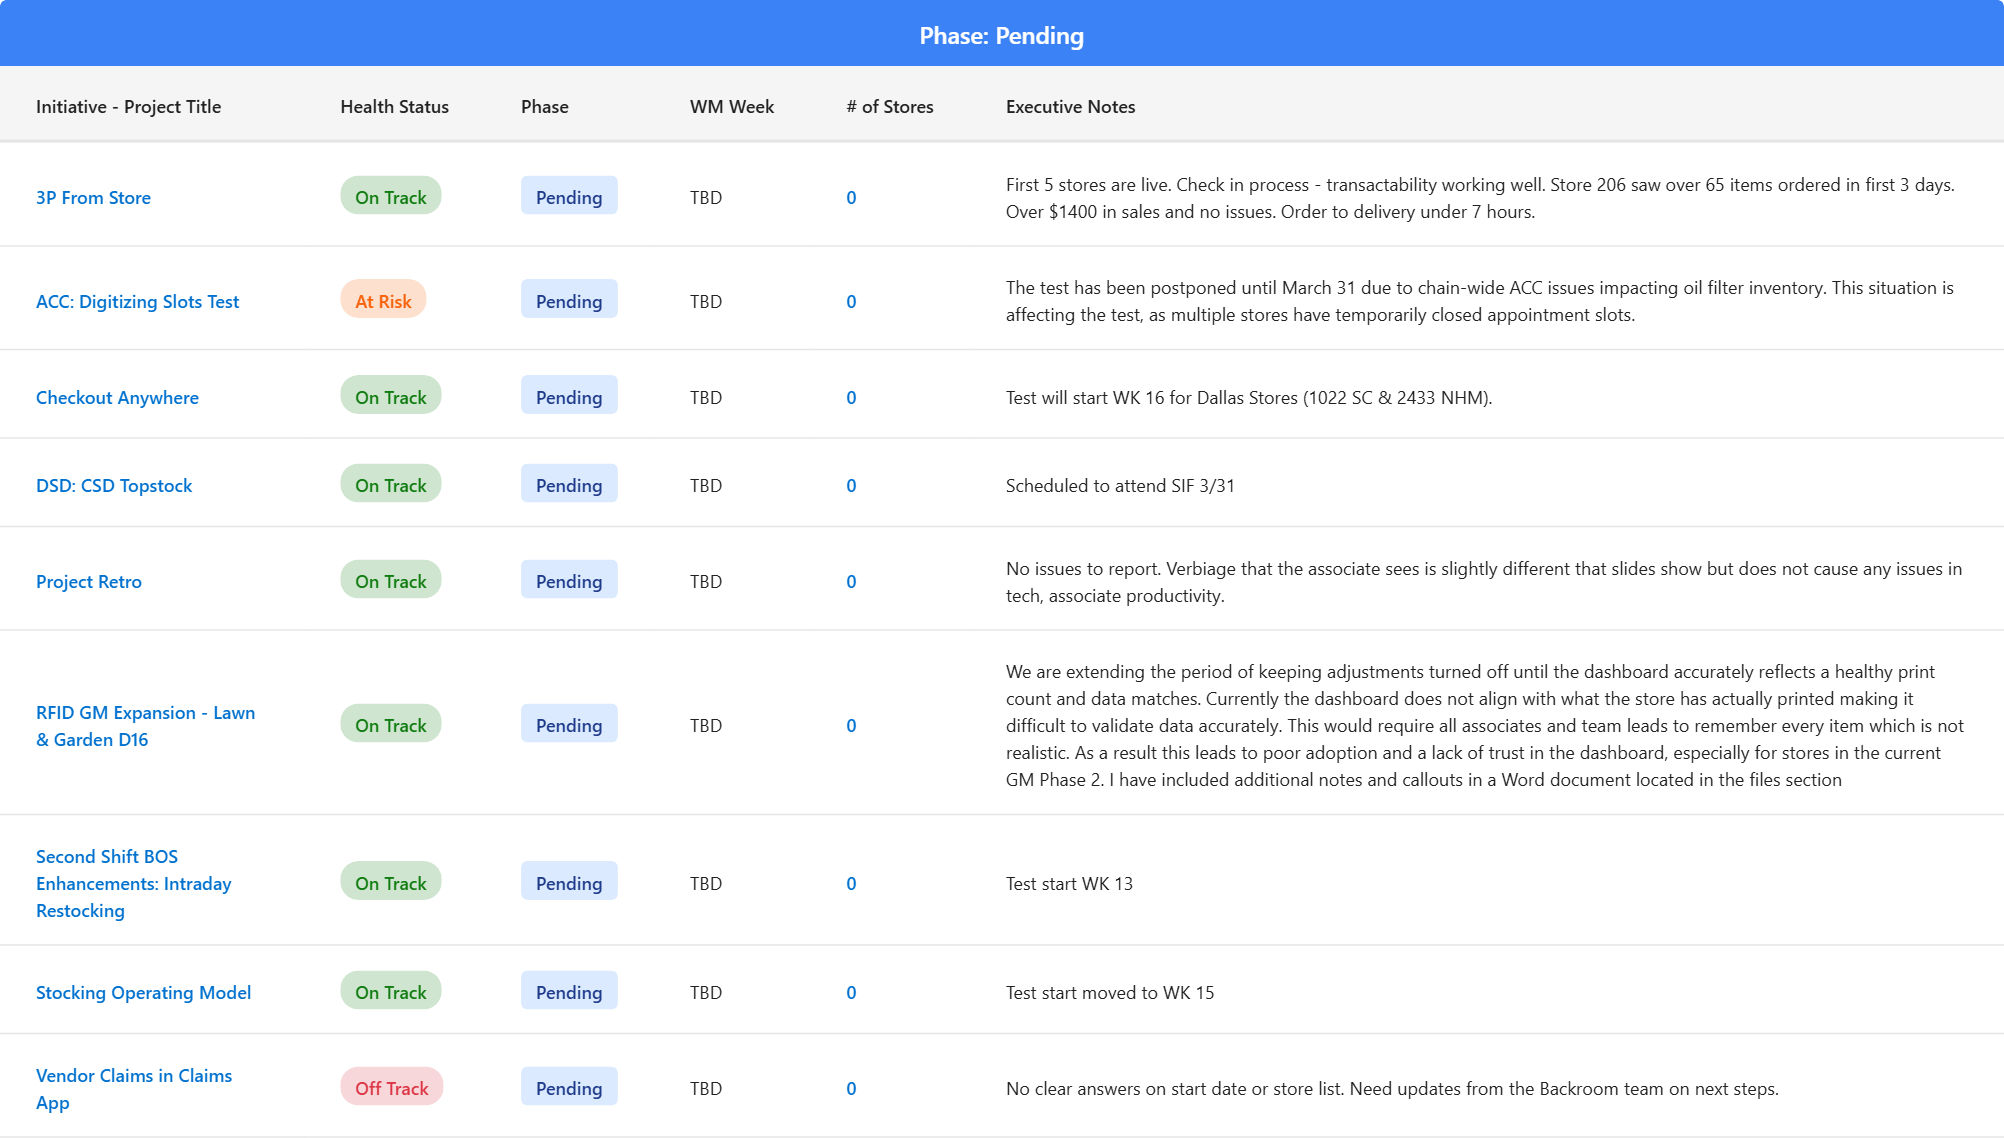 Phase: Pending
Initiative - Project Title Health Status Phase WM Week # of Stores Executive Notes
3P From Store On Track Pending TBD 0 First 5 stores are live. Check in process - transactability working well. Store 206 saw over 65 items ordered in first 3 days.
Over $1400 in sales and no issues. Order to delivery under 7 hours.
ACC: Digitizing Slots Test At Risk Pending TBD 0 The test has been postponed until March 31 due to chain-wide ACC issues impacting oil filter inventory. This situation is
affecting the test, as multiple stores have temporarily closed appointment slots.
Checkout Anywhere On Track Pending TBD 0 Test will start WK 16 for Dallas Stores (1022 SC & 2433 NHM).
DSD: CSD Topstock On Track Pending TBD 0 Scheduled to attend SIF 3/31
Project Retro On Track Pending TBD 0 No issues to report. Verbiage that the associate sees is slightly different that slides show but does not cause any issues in
tech, associate productivity.
RFID GM Expansion - Lawn
& Garden D16 On Track Pending TBD 0 We are extending the period of keeping adjustments turned off until the dashboard accurately reflects a healthy print
count and data matches. Currently the dashboard does not align with what the store has actually printed making it
difficult to validate data accurately. This would require all associates and team leads to remember every item which is not
realistic. As a result this leads to poor adoption and a lack of trust in the dashboard, especially for stores in the current
GM Phase 2. I have included additional notes and callouts in a Word document located in the files section
Second Shift BOS
Enhancements: Intraday
Restocking On Track Pending TBD 0 Test start WK 13
Stocking Operating Model On Track Pending TBD 0 Test start moved to WK 15
Vendor Claims in Claims
App Off Track Pending TBD 0 No clear answers on start date or store list. Need updates from the Backroom team on next steps.